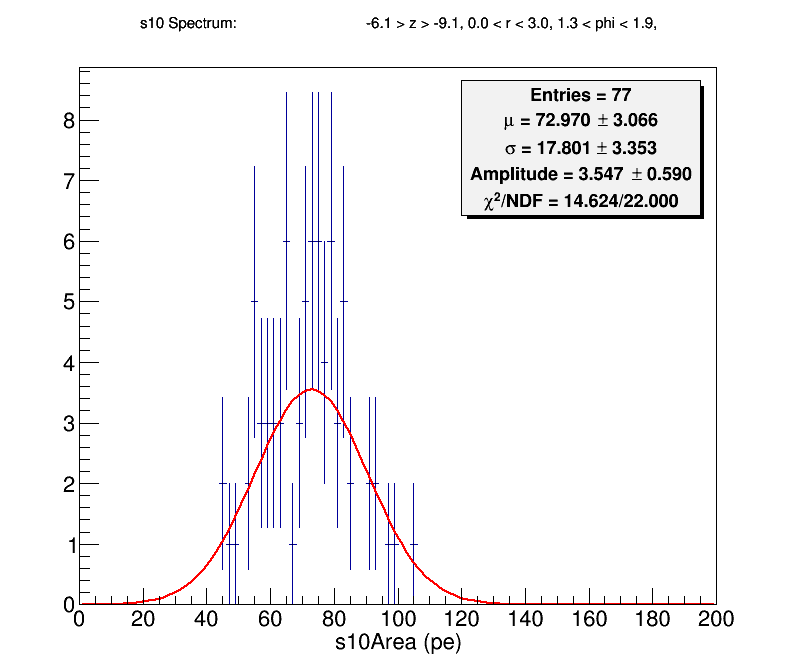 s10 Spectrum: -6.1 > z > -9.1, 0.0 < r < 3.0, 1.3 < phi < 1.9,
Entries = 77
μ = 72.970 ± 3.066
σ = 17.801 ± 3.353
Amplitude = 3.547 ± 0.590
χ²/NDF = 14.624/22.000
8
7
6
5
4
3
2
1
0
0 20 40 60 80 100 120 140 160 180 200
s10Area (pe)